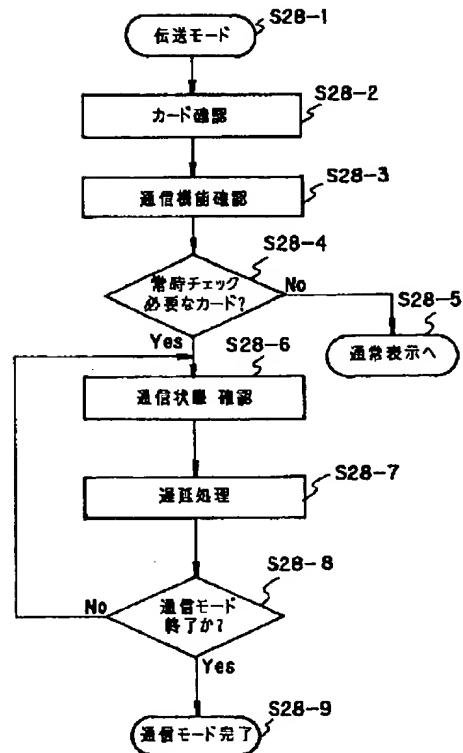 S28-1
伝送モード
S28-2
カード確認
S28-3
通信機能確認
S28-4
常時チェック
必要なカード?
No
S28-5
通常表示へ
Yes
S28-6
通信状態 確認
S28-7
遅延処理
S28-8
通信モード
終了か?
No
Yes
S28-9
通信モード完了